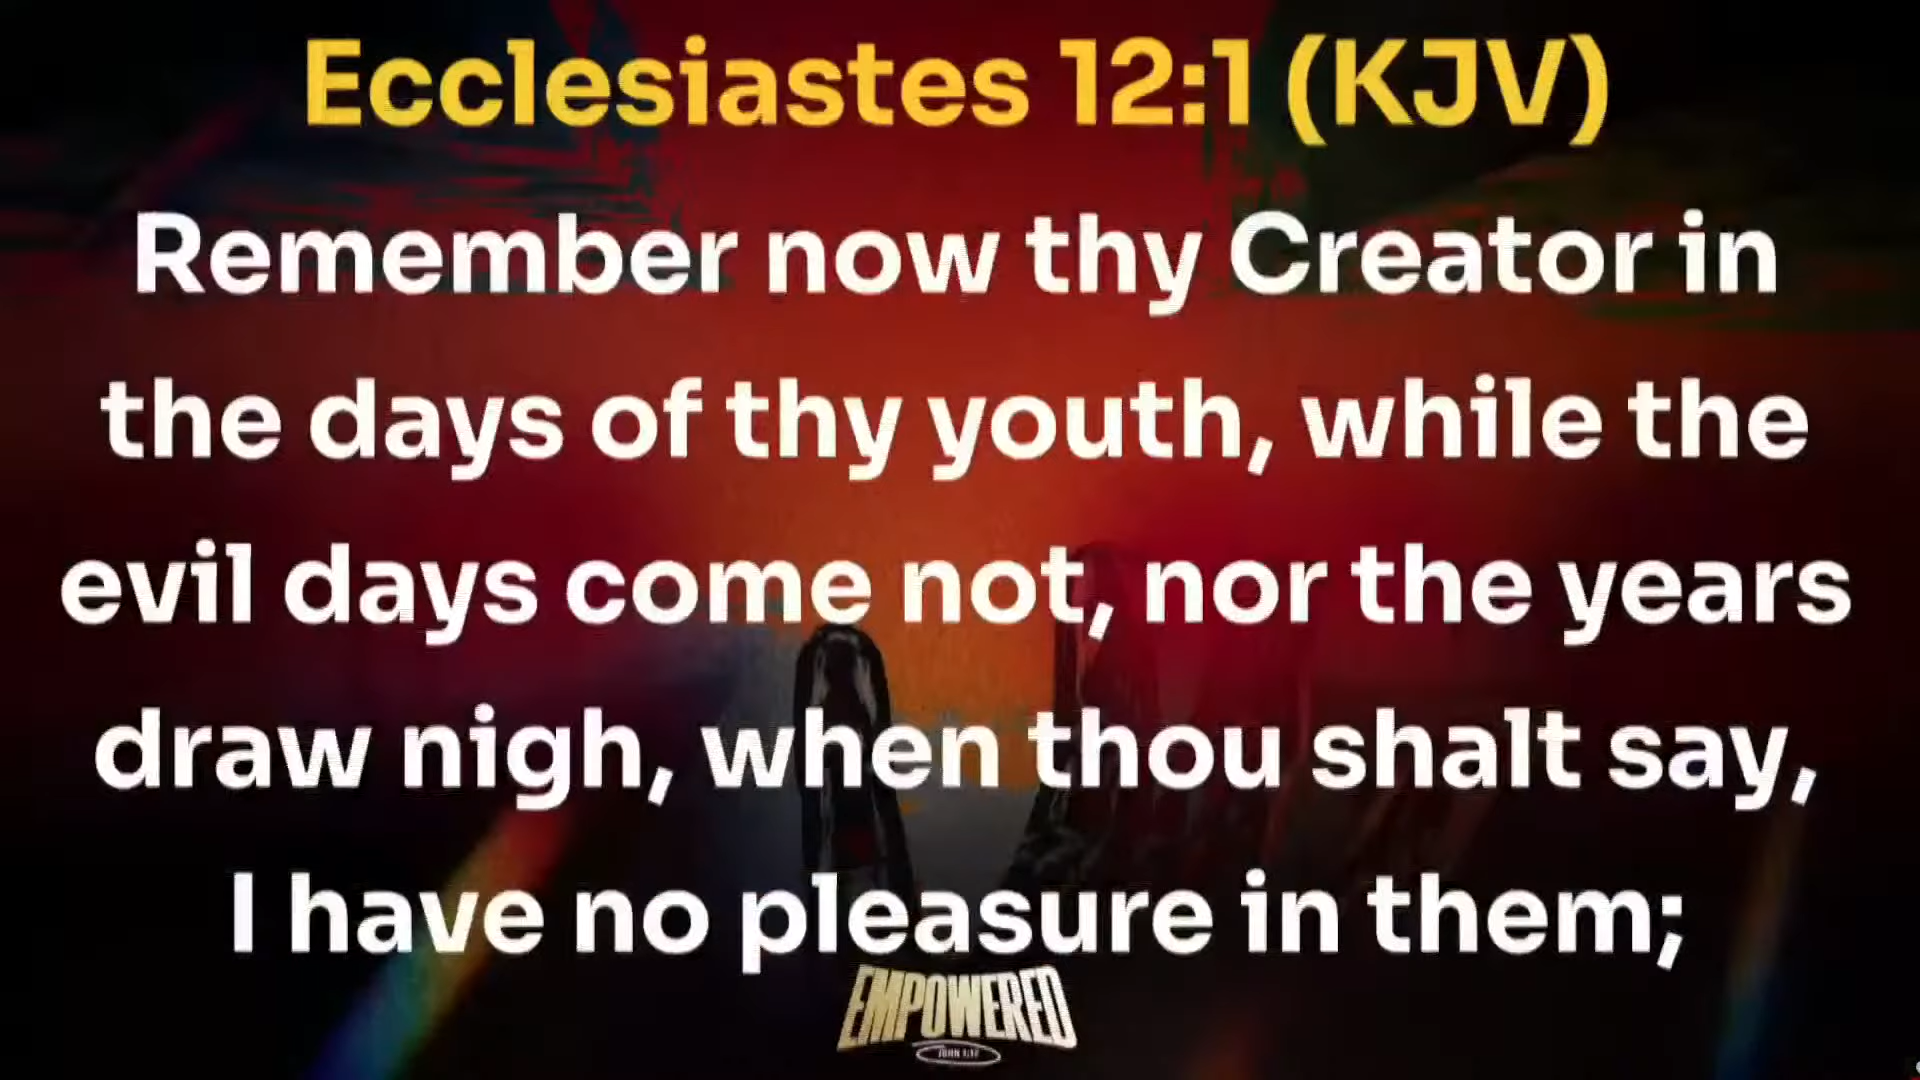 Ecclesiastes 12:1 (KJV)
Remember now thy Creator in
the days of thy youth, while the
evil days come not, nor the years
draw nigh, when thou shalt say,
I have no pleasure in them;
EMPOWERED
JOHN